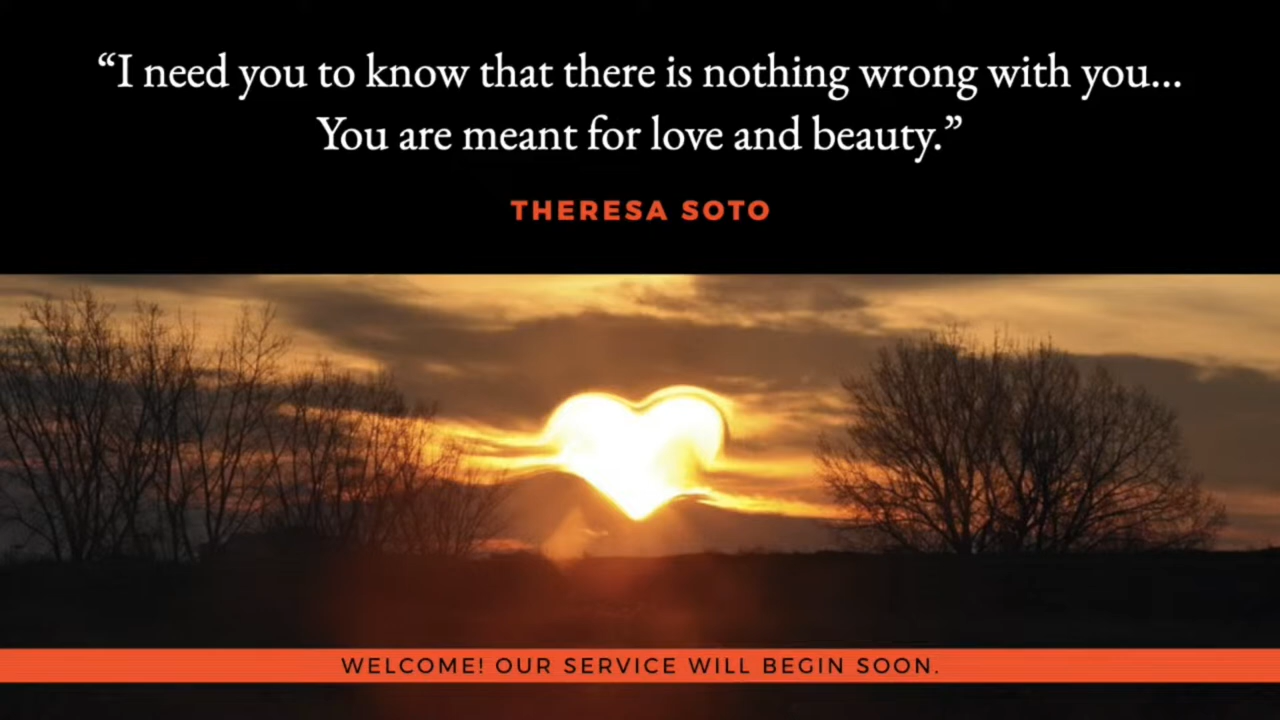 “I need you to know that there is nothing wrong with you...
You are meant for love and beauty.”
THERESA SOTO
WELCOME! OUR SERVICE WILL BEGIN SOON.